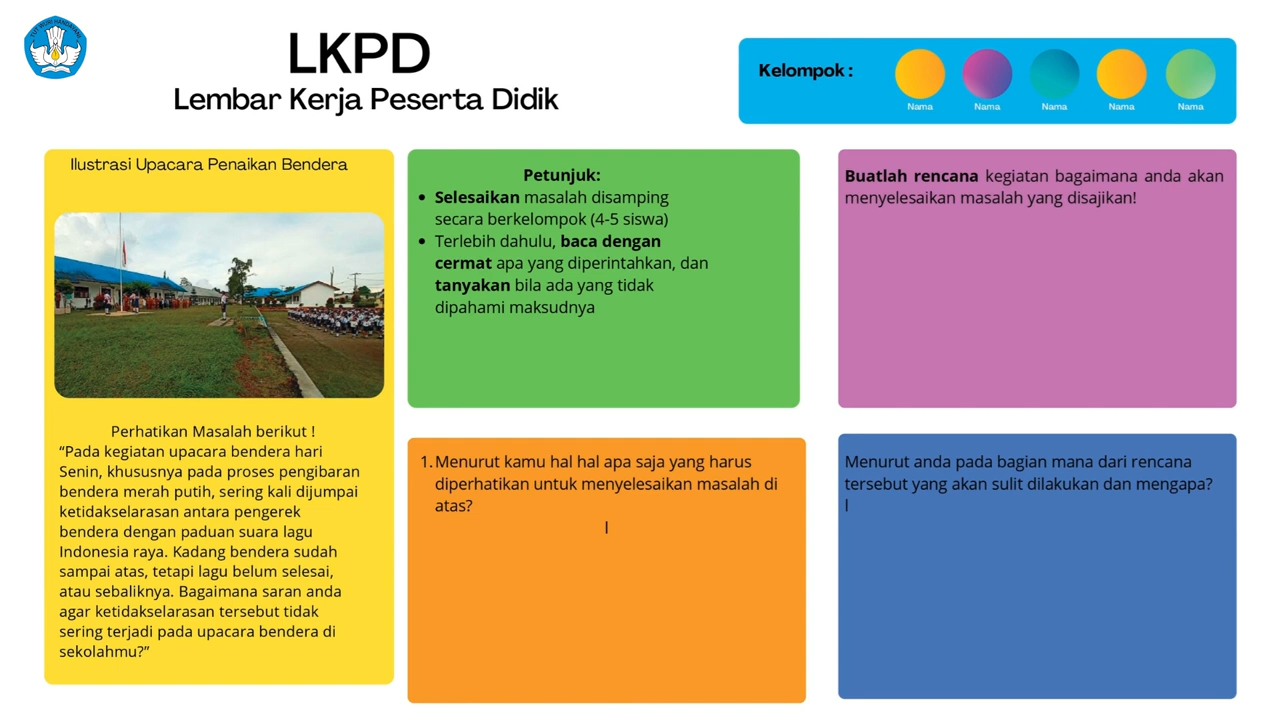 TUT WURI HANDAYANI
LKPD
Lembar Kerja Peserta Didik
Kelompok :
Nama
Nama
Nama
Nama
Nama
Ilustrasi Upacara Penaikan Bendera
Perhatikan Masalah berikut !
“Pada kegiatan upacara bendera hari
Senin, khususnya pada proses pengibaran
bendera merah putih, sering kali dijumpai
ketidakselarasan antara pengerek
bendera dengan paduan suara lagu
Indonesia raya. Kadang bendera sudah
sampai atas, tetapi lagu belum selesai,
atau sebaliknya. Bagaimana saran anda
agar ketidakselarasan tersebut tidak
sering terjadi pada upacara bendera di
sekolahmu?”
Petunjuk:
• Selesaikan masalah disamping
secara berkelompok (4-5 siswa)
• Terlebih dahulu, baca dengan
cermat apa yang diperintahkan, dan
tanyakan bila ada yang tidak
dipahami maksudnya
Buatlah rencana kegiatan bagaimana anda akan
menyelesaikan masalah yang disajikan!
1. Menurut kamu hal hal apa saja yang harus
diperhatikan untuk menyelesaikan masalah di
atas?
I
Menurut anda pada bagian mana dari rencana
tersebut yang akan sulit dilakukan dan mengapa?
I